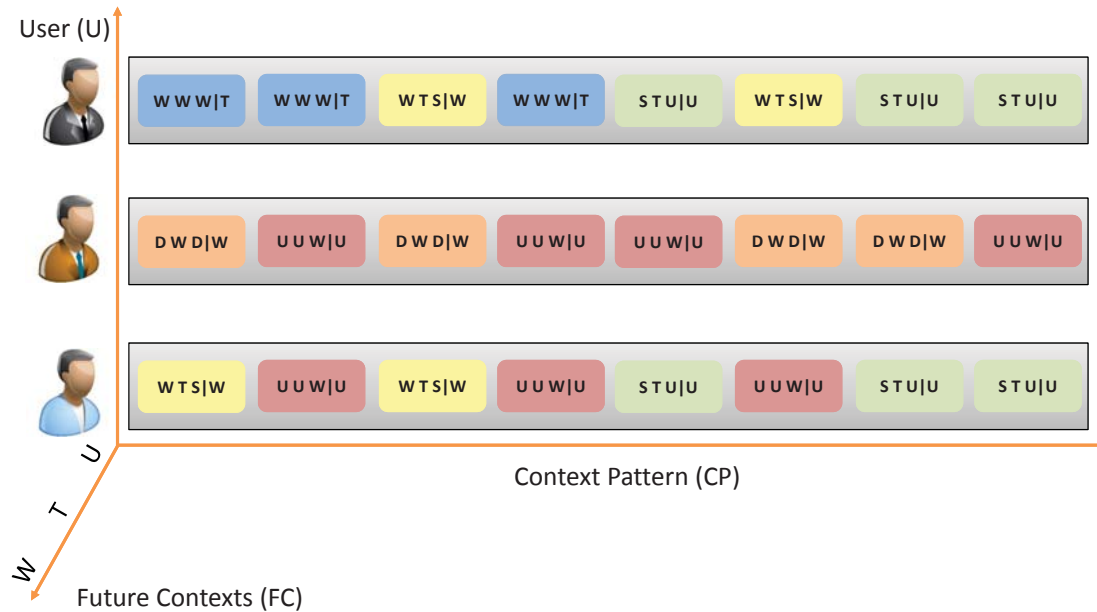 User (U)
W W W|T W W W|T W T S|W W W W|T S T U|U W T S|W S T U|U S T U|U
D W D|W U U W|U D W D|W U U W|U U U W|U D W D|W D W D|W U U W|U
W T S|W U U W|U W T S|W U U W|U S T U|U U U W|U S T U|U S T U|U
U
Context Pattern (CP)
T
W
Future Contexts (FC)